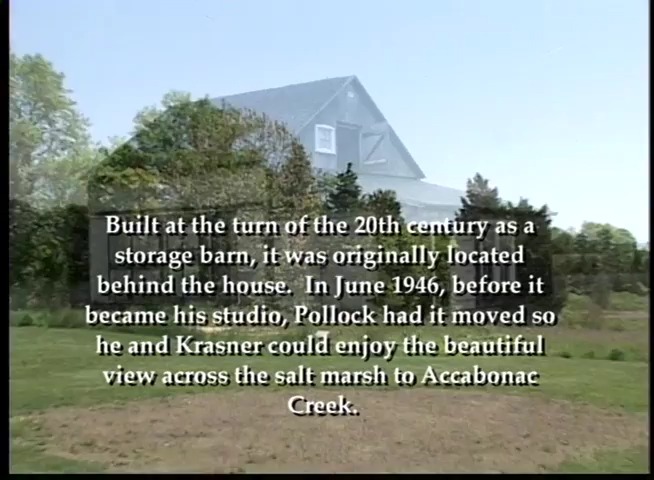 Built at the turn of the 20th century as a
storage barn, it was originally located
behind the house.  In June 1946, before it
became his studio, Pollock had it moved so
he and Krasner could enjoy the beautiful
view across the salt marsh to Accabonac
Creek.